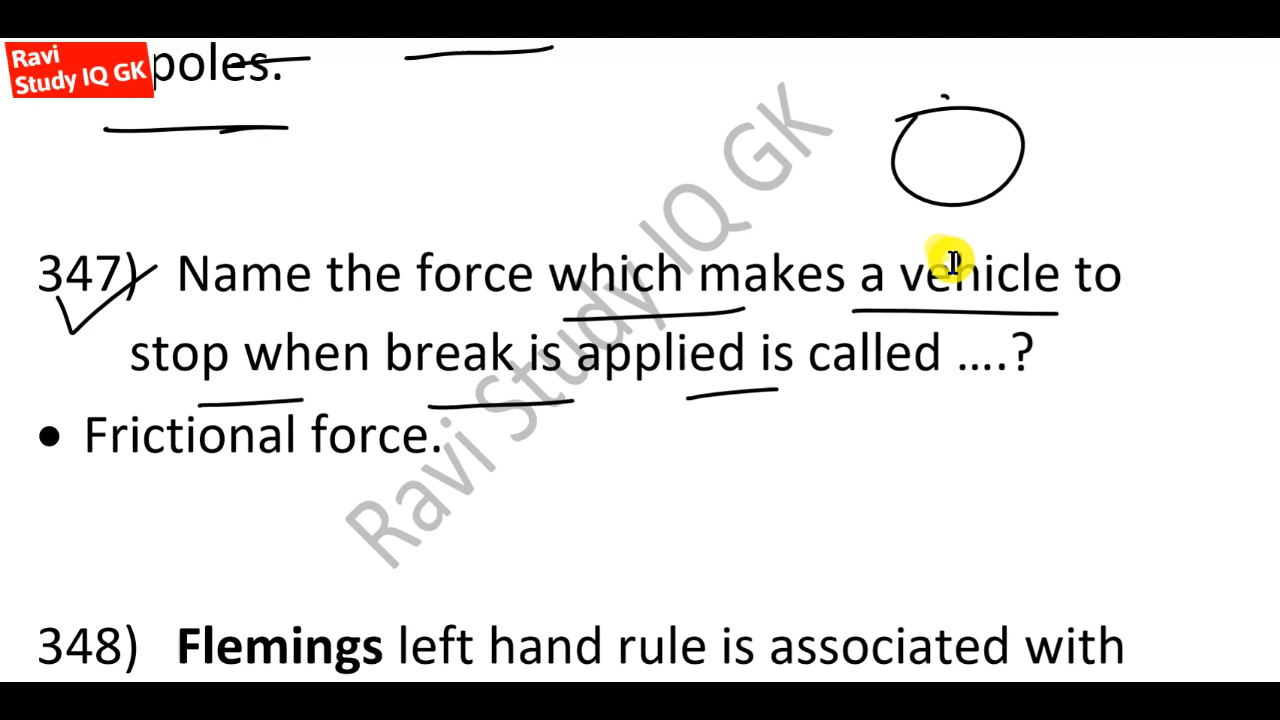 Ravi
Study IQ GK
poles.
347) Name the force which makes a vehicle to
stop when break is applied is called ....?
• Frictional force.
Ravi Study IQ GK
348) Flemings left hand rule is associated with